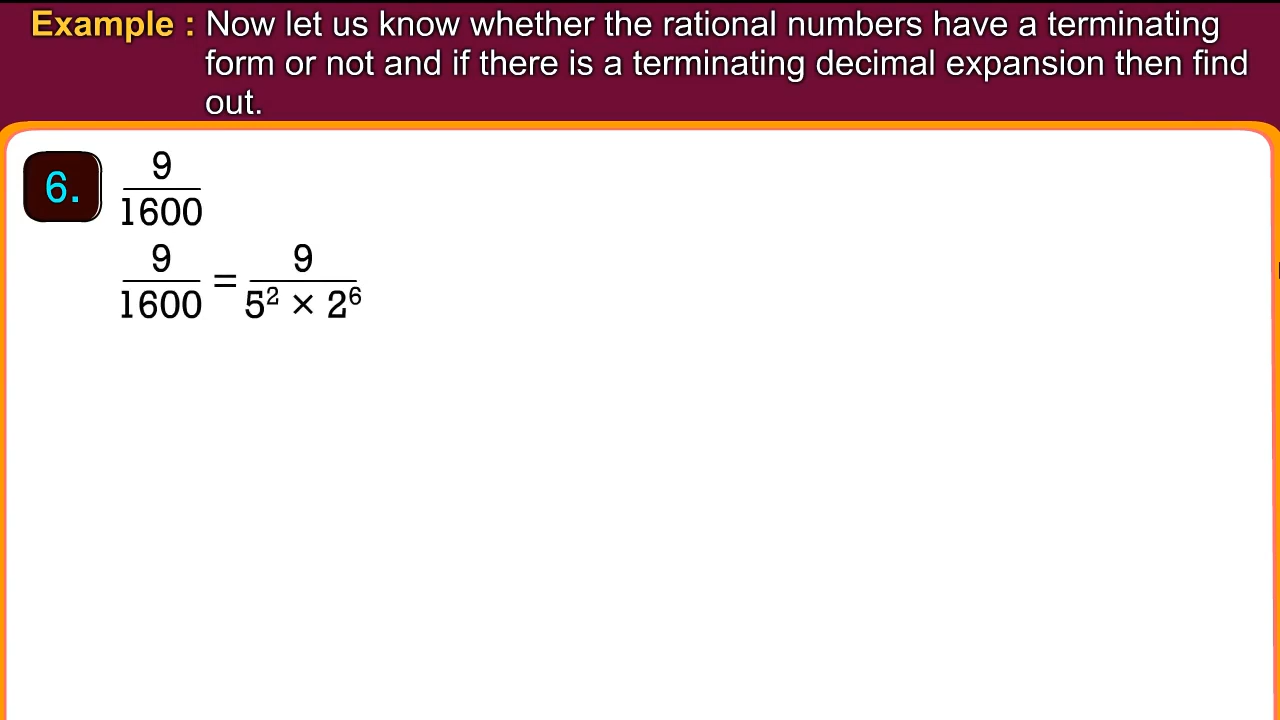 Example : Now let us know whether the rational numbers have a terminating
form or not and if there is a terminating decimal expansion then find
out.
6. 9/1600
9/1600 = 9/(5² × 2⁶)